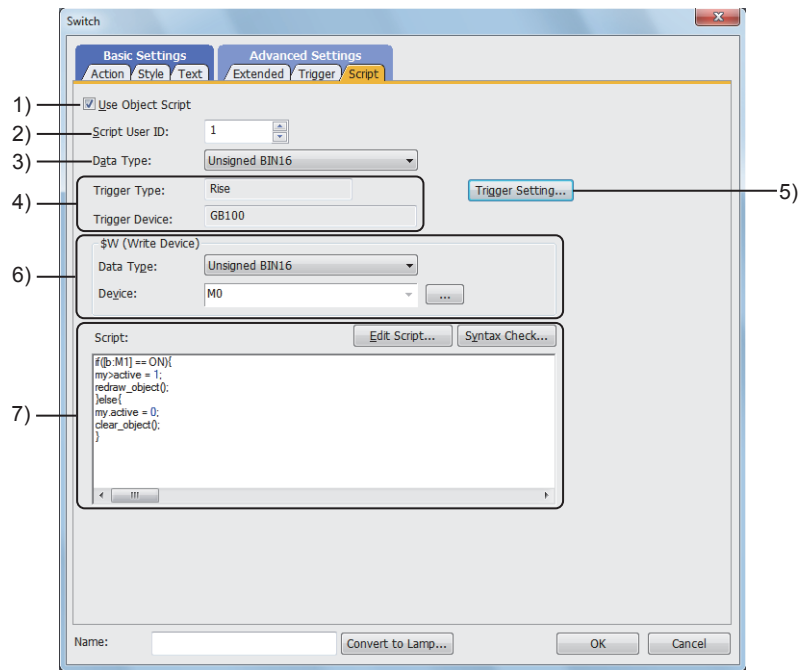 Switch
x
Basic Settings Advanced Settings
Action Style Text Extended Trigger Script
1) Use Object Script
2) Script User ID: 1
3) Data Type: Unsigned BIN16
4) Trigger Type: Rise Trigger Setting... 5)
Trigger Device: GB100
6) $W (Write Device)
Data Type: Unsigned BIN16
Device: M0 ...
7) Script: Edit Script... Syntax Check...
if([b:M1] == ON){
my>active = 1;
redraw_object();
}else{
my.active = 0;
clear_object();
}
Name: Convert to Lamp... OK Cancel